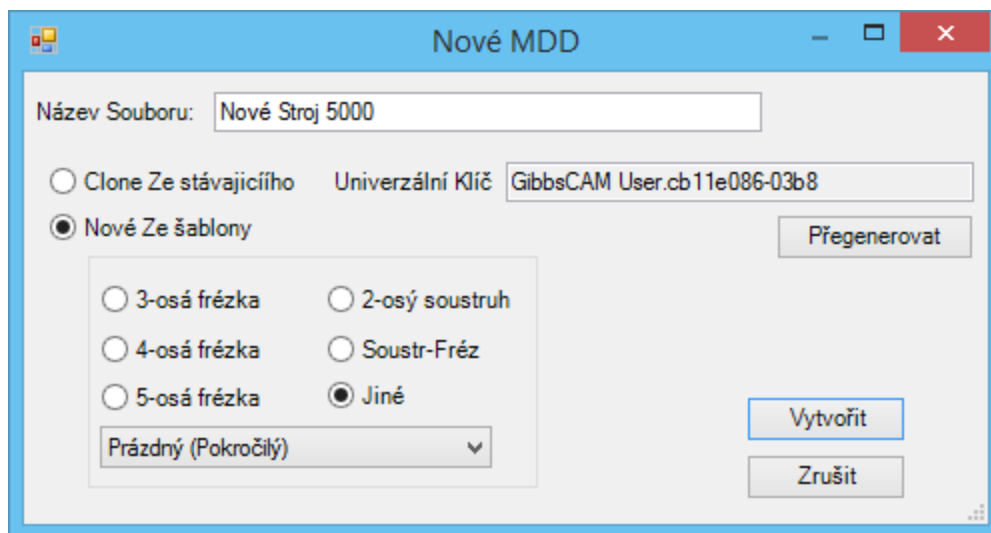 Nové MDD
Název Souboru: Nové Stroj 5000
Clone Ze stávajicíího Univerzální Klíč GibbsCAM User.cb11e086-03b8
Nové Ze šablony Přegenerovat
3-osá frézka 2-osý soustruh
4-osá frézka Soustr-Fréz
5-osá frézka Jiné
Prázdný (Pokročilý)
Vytvořit
Zrušit